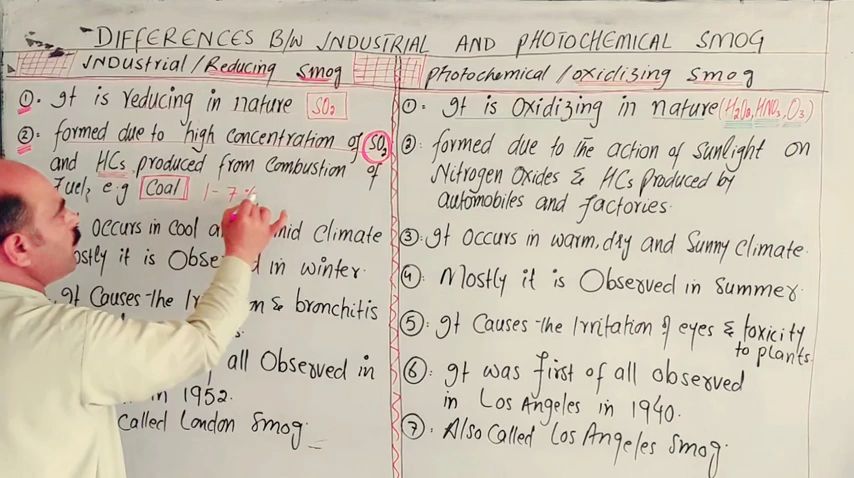 DIFFERENCES B/W INDUSTRIAL AND PHOTOCHEMICAL SMOG
INDUSTRIAL/Reducing Smog
①. It is reducing in nature SO₂
②: formed due to high concentration of SO₂
and HCs produced from Combustion of
e.g Coal 1-7%
OCCURS in Cool Climate
it is in winter.
It Causes the & bronchitis
all Observed in
in 1952.
called London Smog
photochemical/oxidizing Smog
①. It is Oxidizing in nature (H₂O₂, HNO₃, O₃)
②: formed due to the action of Sunlight on
Nitrogen Oxides & HCs Produced by
automobiles and factories.
③: It occurs in warm, dry and Sunny Climate.
④. Mostly it is Observed in Summer.
⑤: It Causes the Irritation of eyes & toxicity
to plants.
⑥: It was first of all observed
in Los Angeles in 1940.
⑦. Also Called Los Angeles Smog.